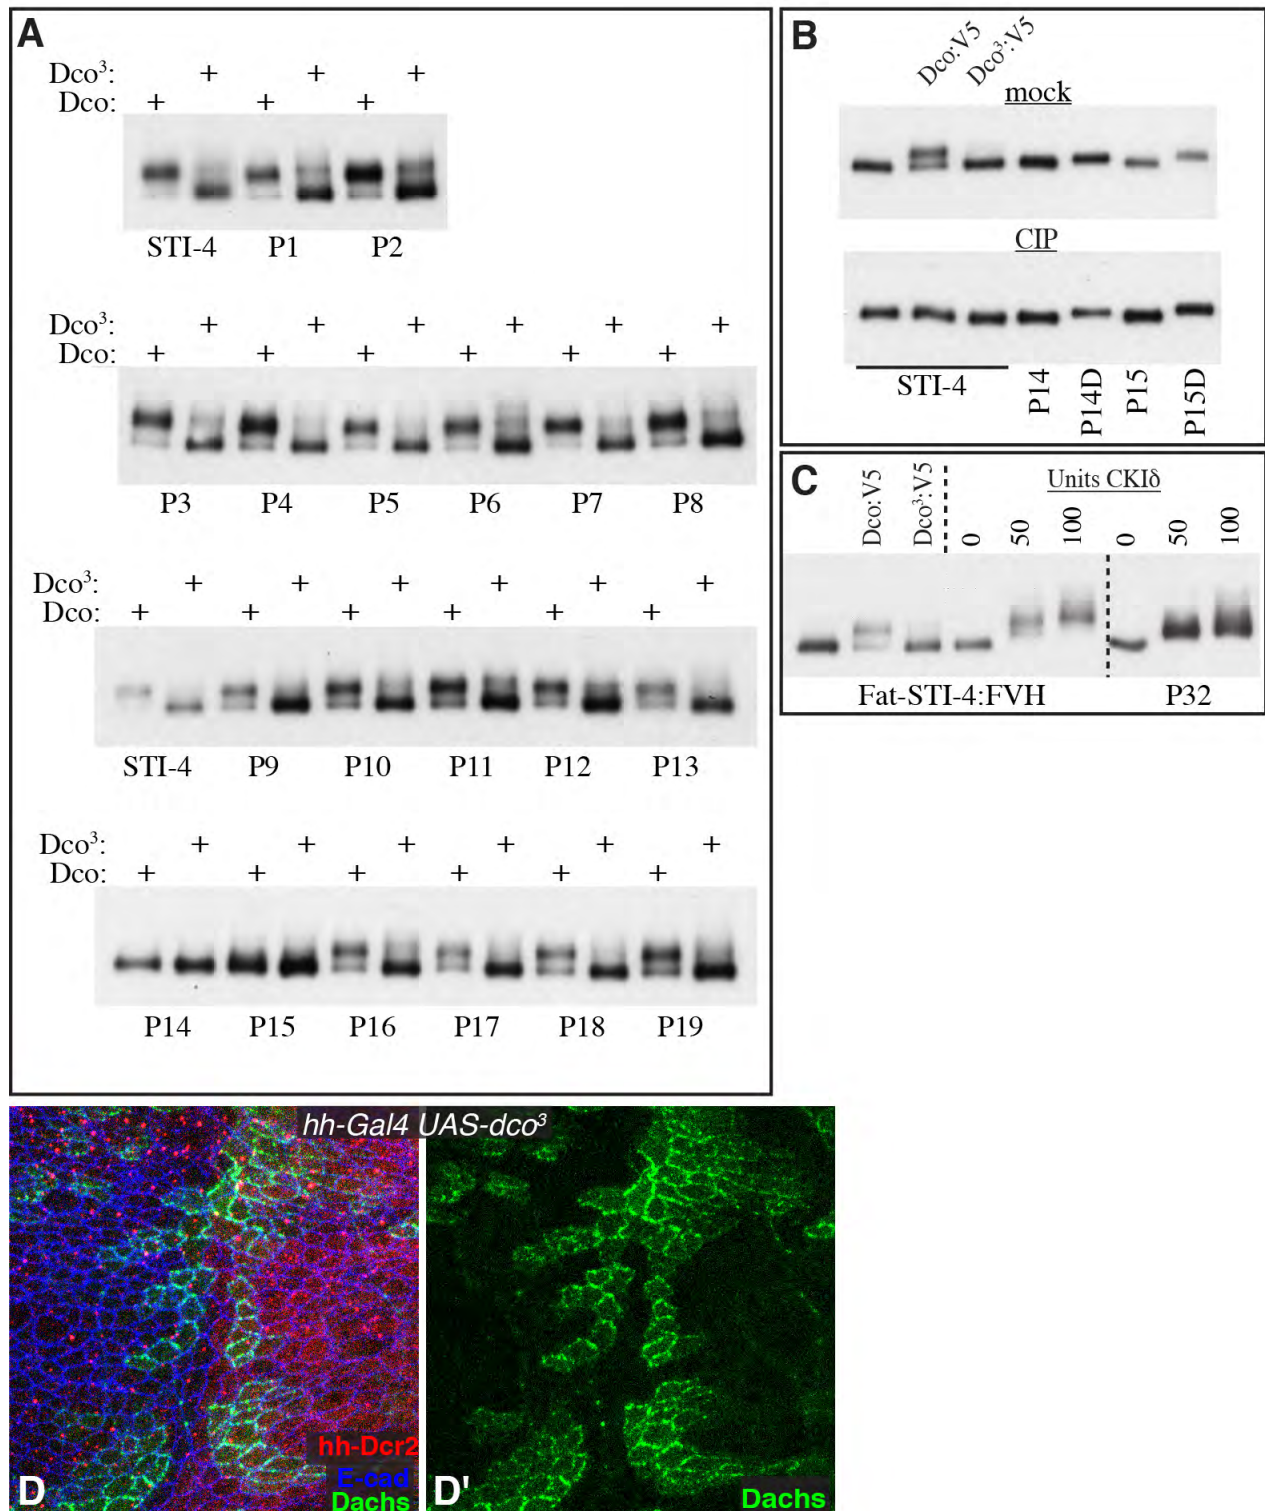 A
Dco³: + + +
Dco: + + +
STI-4 P1 P2
Dco³: + + + + + +
Dco: + + + + + +
P3 P4 P5 P6 P7 P8
Dco³: + + + + + +
Dco: + + + + + +
STI-4 P9 P10 P11 P12 P13
Dco³: + + + + + +
Dco: + + + + + +
P14 P15 P16 P17 P18 P19
B
Dco:V5 Dco³:V5
mock
CIP
STI-4 P14 P14D P15 P15D
C
Dco:V5 Dco³:V5 Units CKIδ
0 50 100 0 50 100
Fat-STI-4:FVH P32
hh-Gal4 UAS-dco³
hh-Dcr2
E-cad
D Dachs
D' Dachs